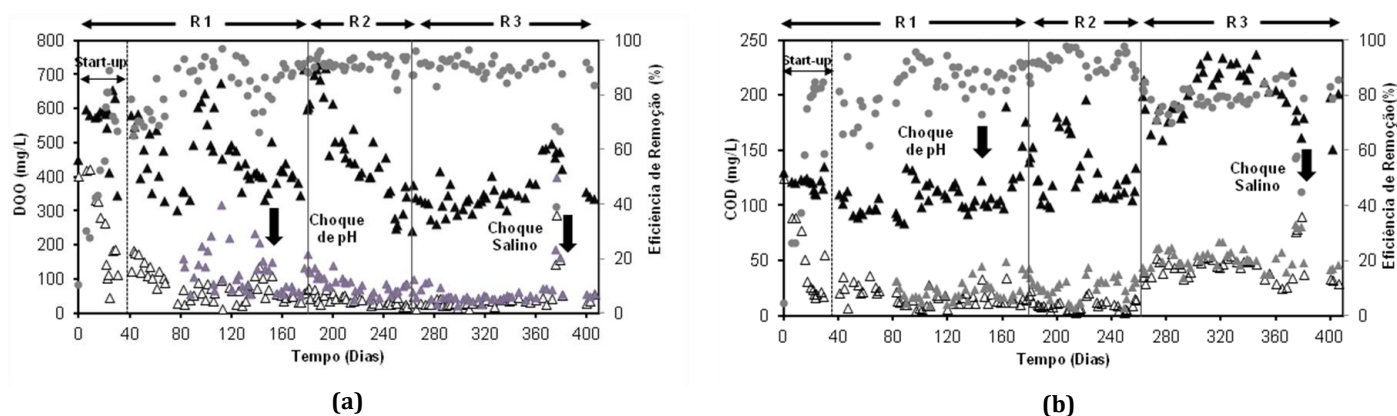 R 1 R 2 R 3
Start-up
Choque
de pH
Choque
Salino
DQO (mg/L)
800
700
600
500
400
300
200
100
0
Eficiência de Remoção (%)
100
80
60
40
20
0
0 40 80 120 160 200 240 280 320 360 400
Tempo (Dias)
(a)
R 1 R 2 R 3
Start-up
Choque
de pH
Choque
Salino
COD (mg/L)
250
200
150
100
50
0
Eficiência de Remoção(%)
100
80
60
40
20
0
0 40 80 120 160 200 240 280 320 360 400
Tempo (Dias)
(b)